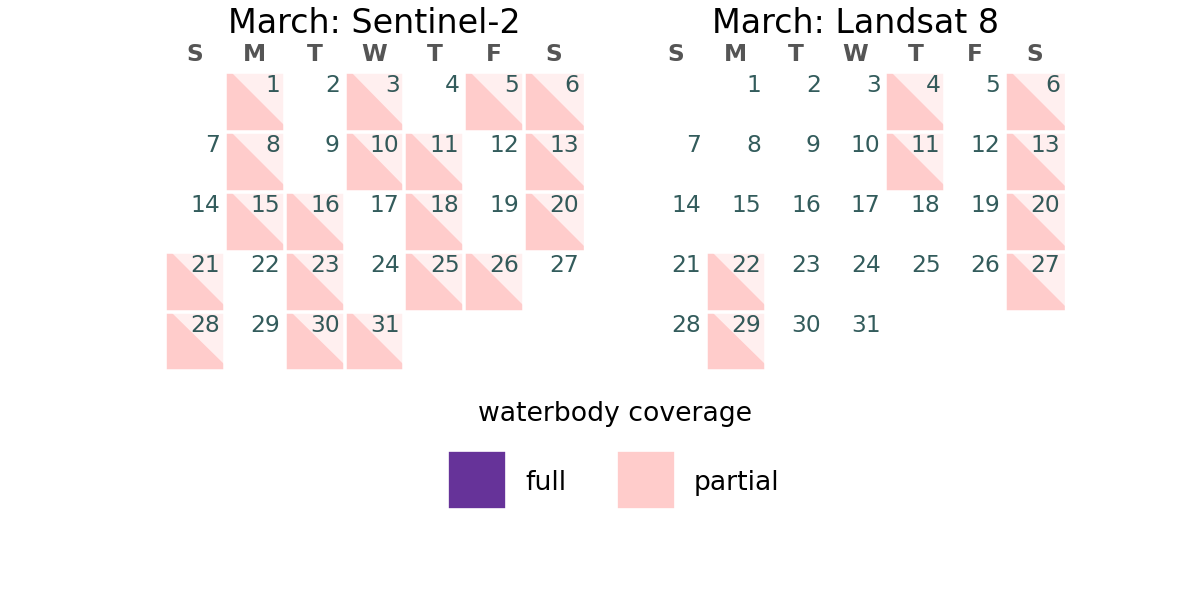 March: Sentinel-2
S M T W T F S
1 2 3 4 5 6
7 8 9 10 11 12 13
14 15 16 17 18 19 20
21 22 23 24 25 26 27
28 29 30 31
March: Landsat 8
S M T W T F S
1 2 3 4 5 6
7 8 9 10 11 12 13
14 15 16 17 18 19 20
21 22 23 24 25 26 27
28 29 30 31
waterbody coverage
full partial